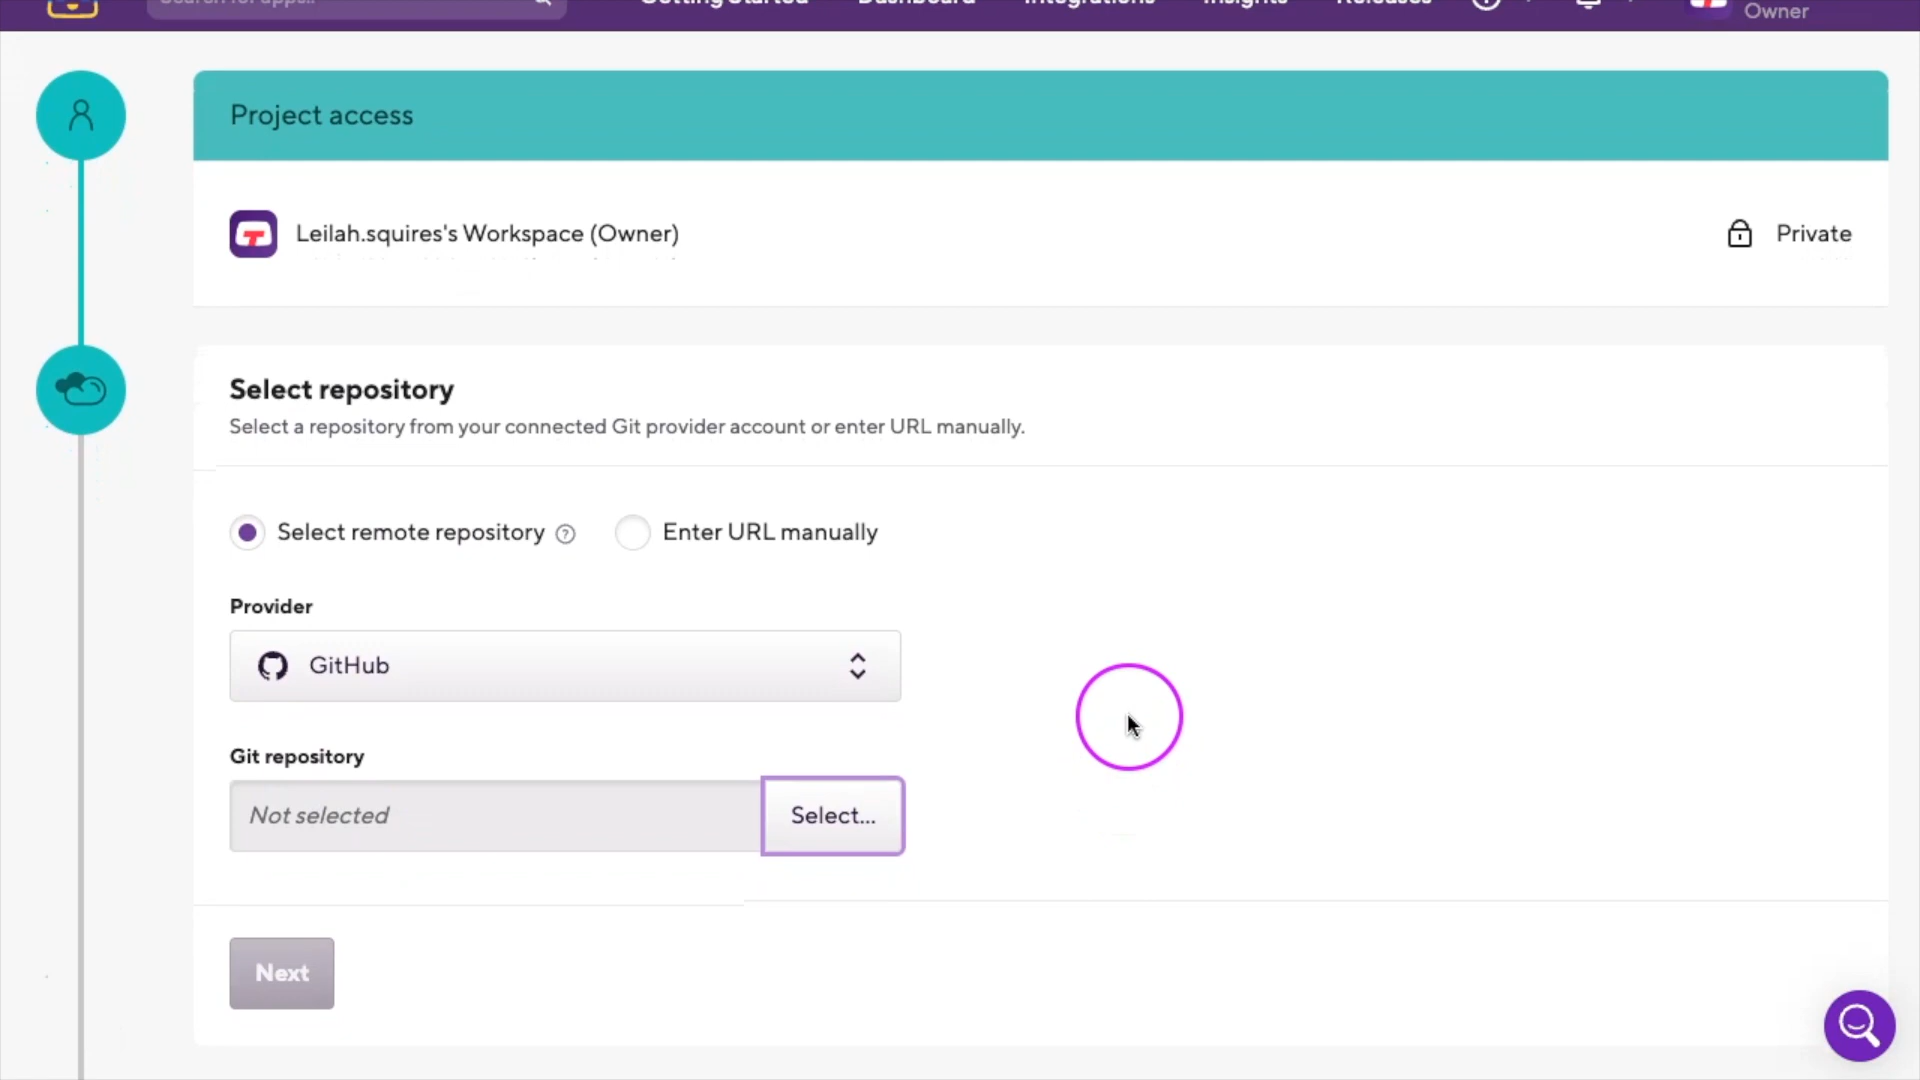 Search for apps..
Getting Started
Dashboard
Integrations
Insights
Releases
Owner
Project access
Leilah.squires's Workspace (Owner)
Private
Select repository
Select a repository from your connected Git provider account or enter URL manually.
Select remote repository ?
Enter URL manually
Provider
GitHub
Git repository
Not selected
Select...
Next